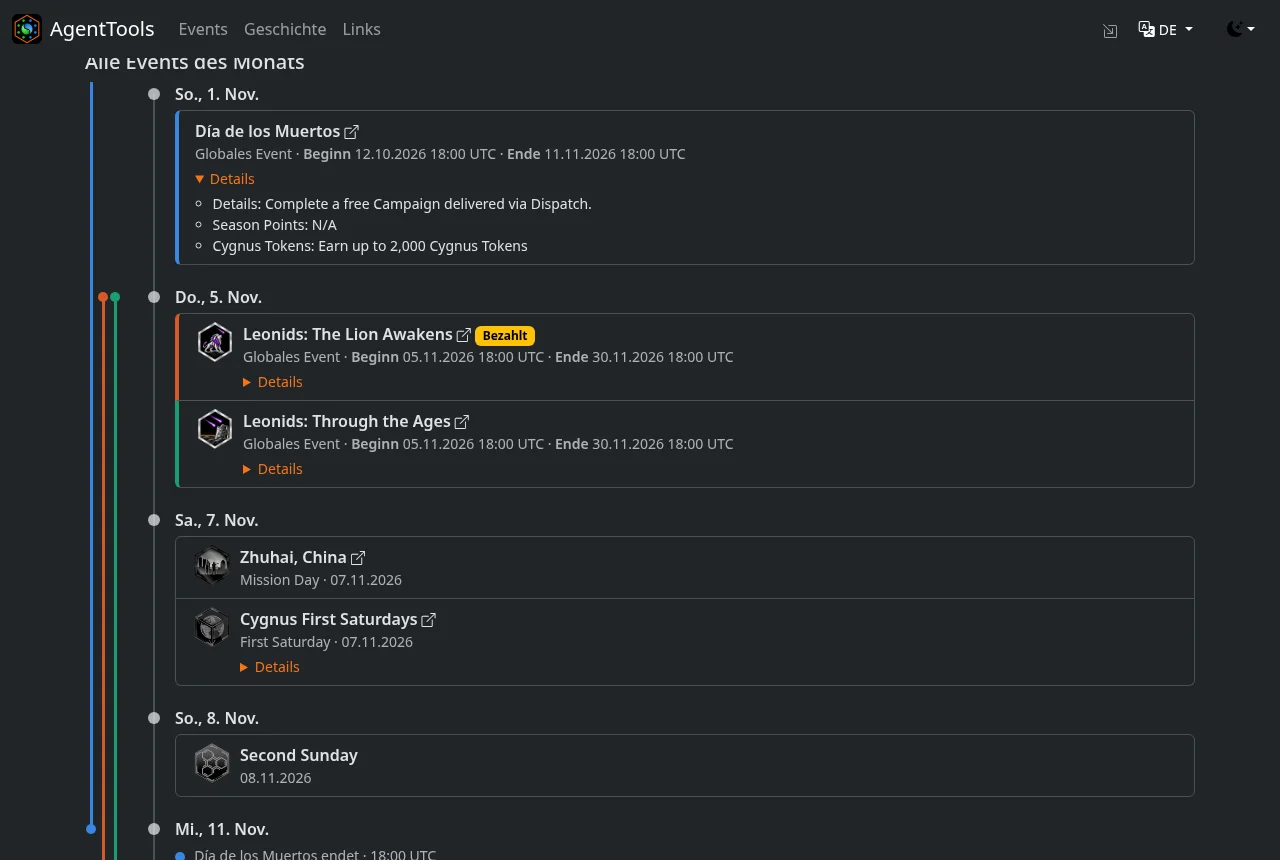 AgentTools Events Geschichte Links DE
Alle Events des Monats
So., 1. Nov.
Día de los Muertos
Globales Event · Beginn 12.10.2026 18:00 UTC · Ende 11.11.2026 18:00 UTC
Details
Details: Complete a free Campaign delivered via Dispatch.
Season Points: N/A
Cygnus Tokens: Earn up to 2,000 Cygnus Tokens
Do., 5. Nov.
Leonids: The Lion Awakens Bezahlt
Globales Event · Beginn 05.11.2026 18:00 UTC · Ende 30.11.2026 18:00 UTC
Details
Leonids: Through the Ages
Globales Event · Beginn 05.11.2026 18:00 UTC · Ende 30.11.2026 18:00 UTC
Details
Sa., 7. Nov.
Zhuhai, China
Mission Day · 07.11.2026
Cygnus First Saturdays
First Saturday · 07.11.2026
Details
So., 8. Nov.
Second Sunday
08.11.2026
Mi., 11. Nov.
Día de los Muertos endet · 18:00 UTC